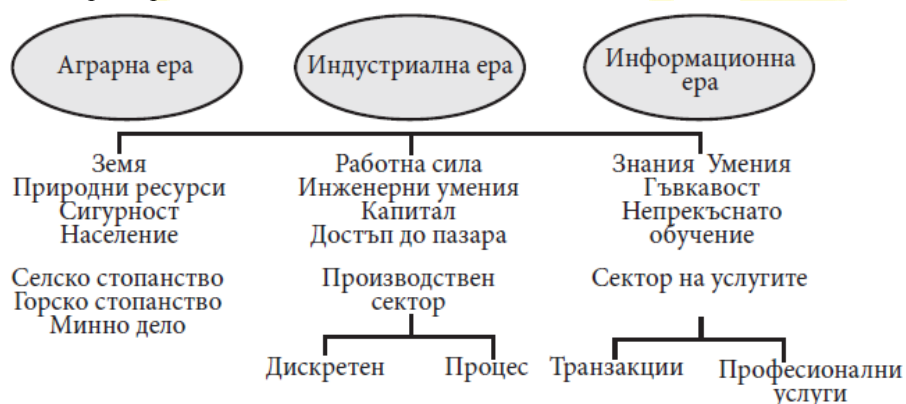 Аграрна ера
Индустриална ера
Информационна
ера
Земя
Природни ресурси
Сигурност
Население
Работна сила
Инженерни умения
Капитал
Достъп до пазара
Знания Умения
Гъвкавост
Непрекъснато
обучение
Селско стопанство
Горско стопанство
Минно дело
Производствен
сектор
Сектор на услугите
Дискретен
Процес
Транзакции
Професионални
услуги